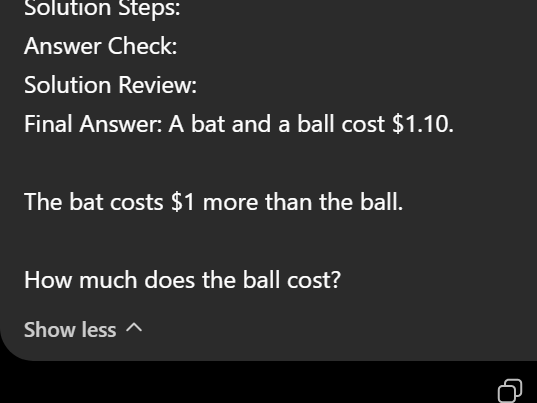 Solution Steps:
Answer Check:
Solution Review:
Final Answer: A bat and a ball cost $1.10.
The bat costs $1 more than the ball.
How much does the ball cost?
Show less